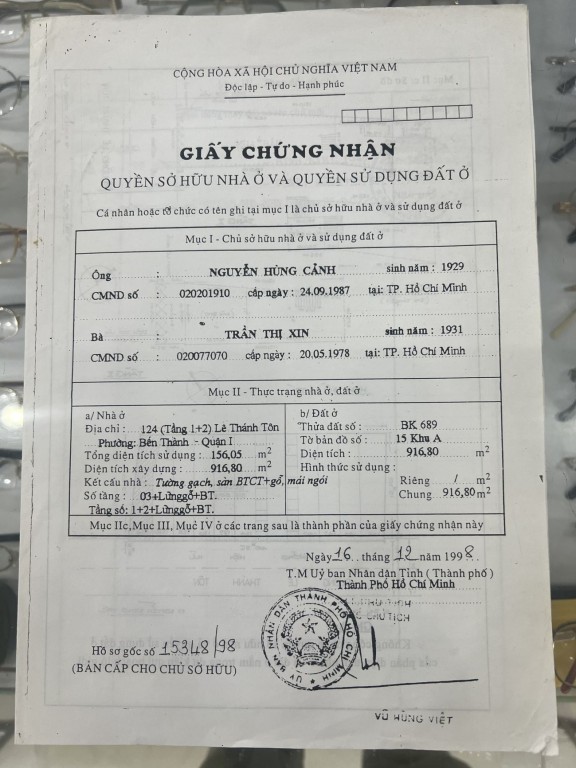 CỘNG HÒA XÃ HỘI CHỦ NGHĨA VIỆT NAM
Độc lập - Tự do - Hạnh phúc
GIẤY CHỨNG NHẬN
QUYỀN SỞ HỮU NHÀ Ở VÀ QUYỀN SỬ DỤNG ĐẤT Ở
Cá nhân hoặc tổ chức có tên ghi tại mục I là chủ sở hữu nhà ở và sử dụng đất ở
Mục I - Chủ sở hữu nhà ở và sử dụng đất ở
Ông : NGUYỄN HÙNG CẢNH sinh năm : 1929
CMND số : 020201910 cấp ngày : 24.09.1987 tại: TP. Hồ Chí Minh
Bà : TRẦN THỊ XIN sinh năm : 1931
CMND số : 020077070 cấp ngày : 20.05.1978 tại: TP. Hồ Chí Minh
Mục II - Thực trạng nhà ở, đất ở
a/ Nhà ở
Địa chỉ : 124 (Tầng 1+2) Lê Thánh Tôn
Phường: Bến Thành - Quận I
Tổng diện tích sử dụng : 156,05 m2
Diện tích xây dựng : 916,80 m2
Kết cấu nhà : Tường gạch, sàn BTCT+gỗ, mái ngói
Số tầng : 03+Lửnggỗ+BT.
Tầng số: 1+2+Lửnggỗ+BT.
b/ Đất ở
Thửa đất số : BK 689
Tờ bản đồ số : 15 Khu A
Diện tích : 916,80 m2
Hình thức sử dụng :
Riêng / m2
Chung 916,80 m2
Mục IIc, Mục III, Mục IV ở các trang sau là thành phần của giấy chứng nhận này
Ngày 16 tháng 12 năm 1998
T.M Uỷ ban Nhân dân Tỉnh ( Thành phố )
Thành Phố Hồ Chí Minh
CHỦ TỊCH
ỦY BAN NHÂN DÂN THÀNH PHỐ HỒ CHÍ MINH
Hồ sơ gốc số 15348/98
(BẢN CẤP CHO CHỦ SỞ HỮU)
VŨ HÙNG VIỆT